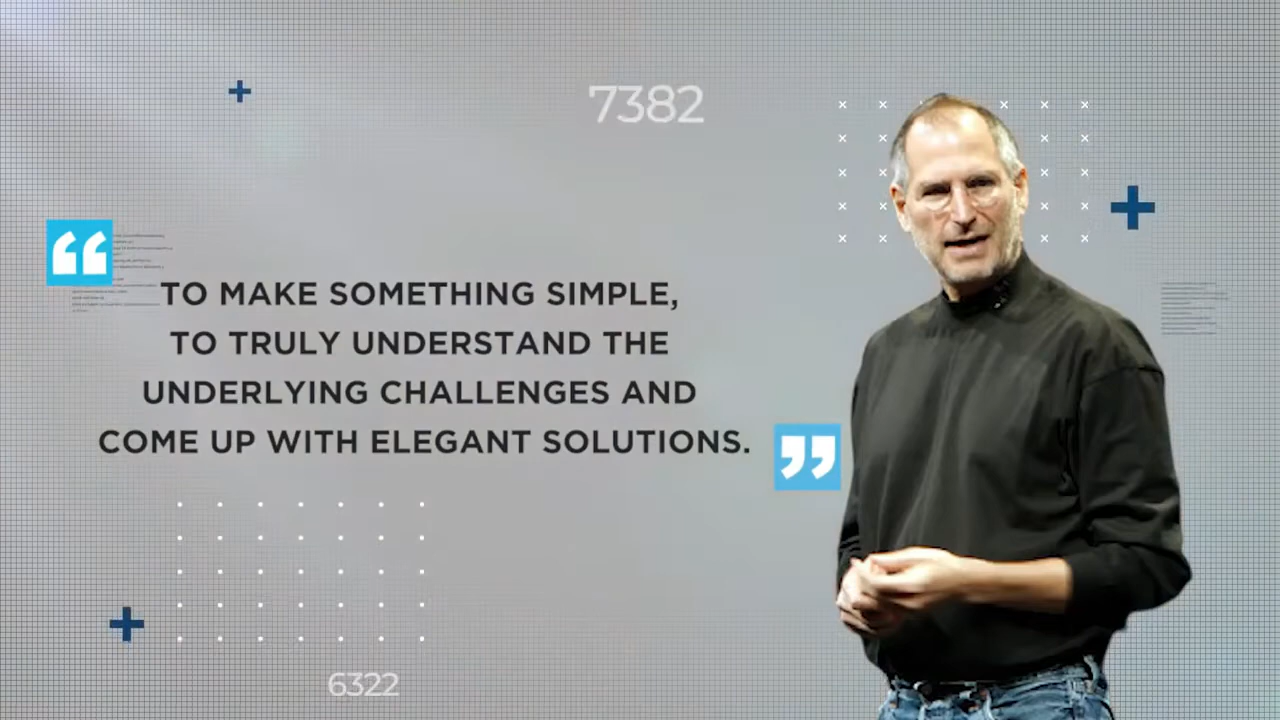 7382
“
TO MAKE SOMETHING SIMPLE,
TO TRULY UNDERSTAND THE
UNDERLYING CHALLENGES AND
COME UP WITH ELEGANT SOLUTIONS.
”
6322